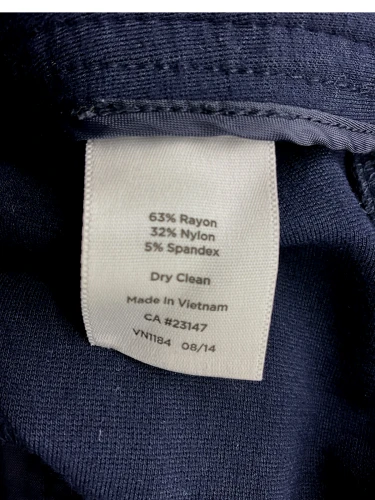 63% Rayon
32% Nylon
5% Spandex
Dry Clean
Made In Vietnam
CA #23147
VN1184 08/14